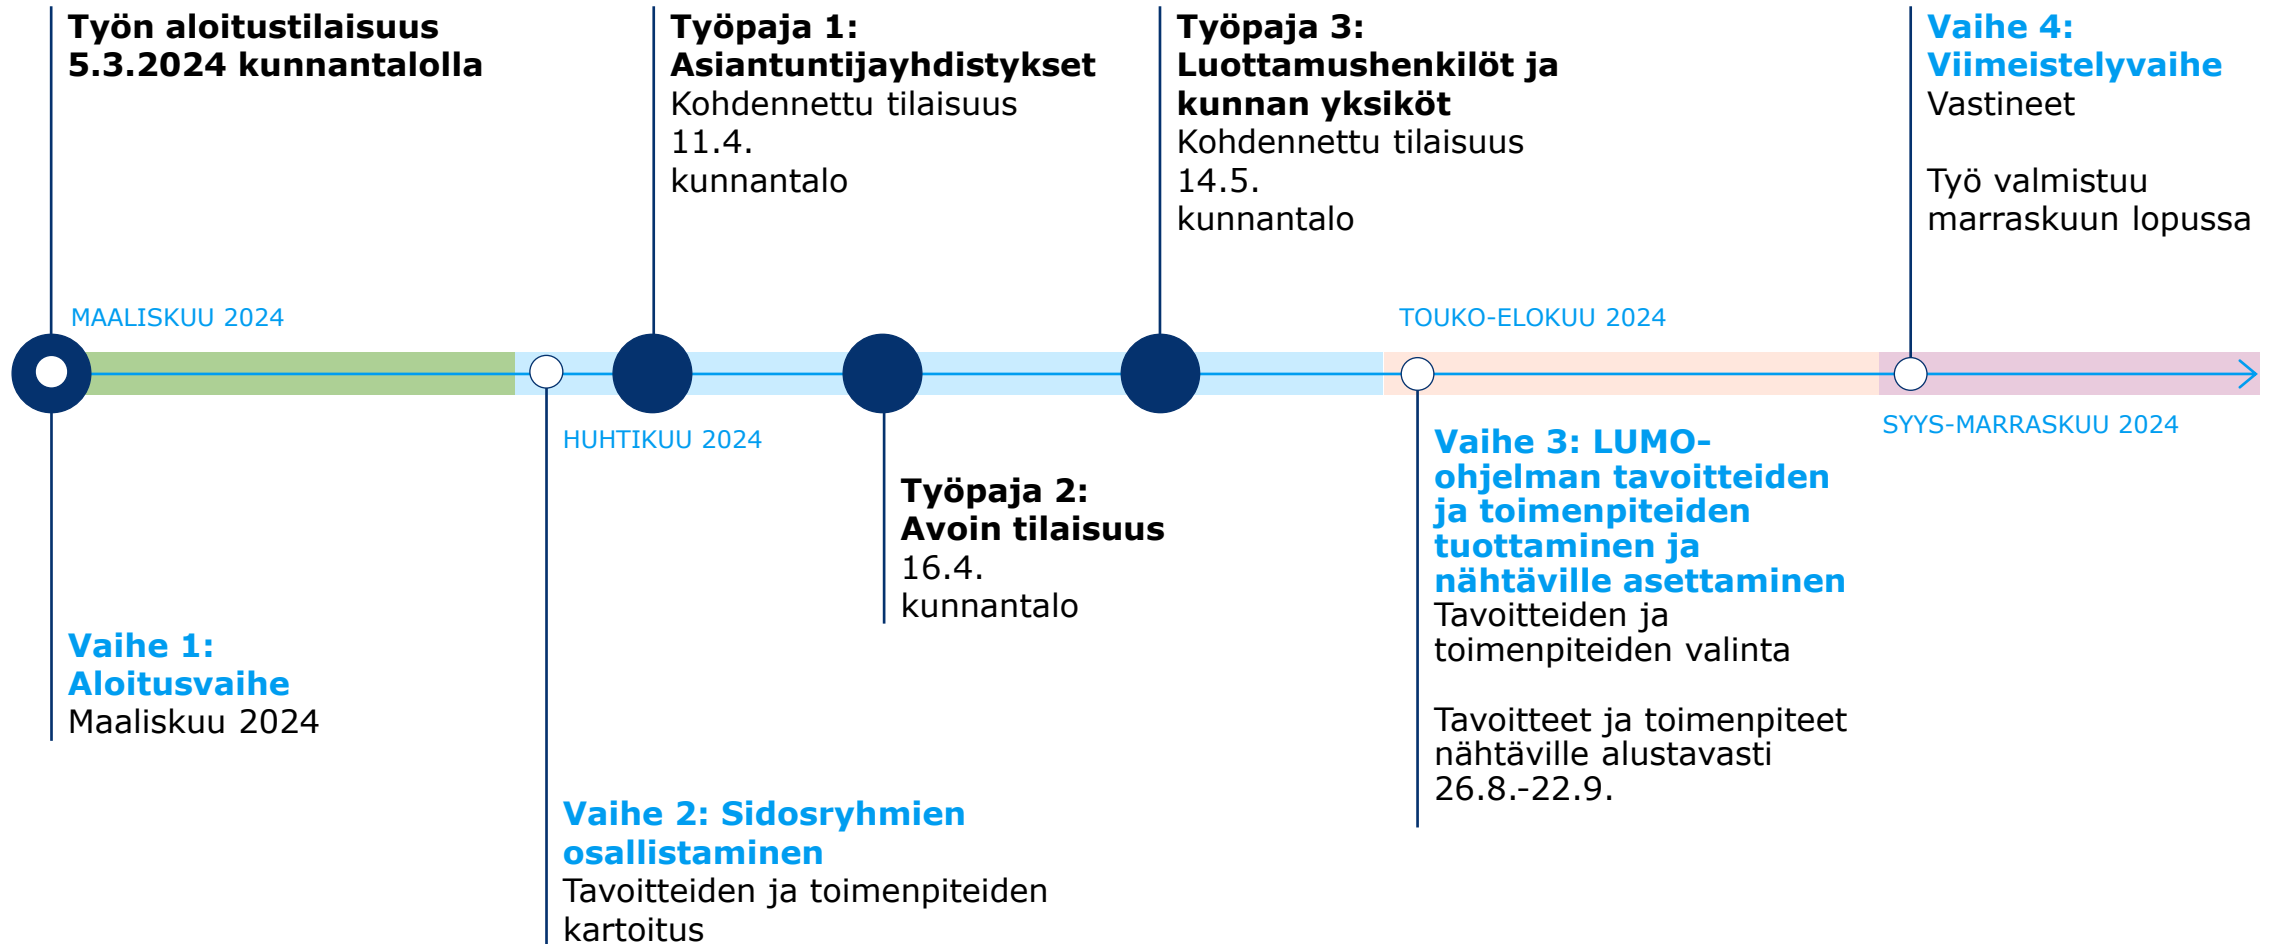 Työn aloitustilaisuus
5.3.2024 kunnantalolla
Työpaja 1:
Asiantuntijayhdistykset
Kohdennettu tilaisuus
11.4.
kunnantalo
Työpaja 3:
Luottamushenkilöt ja
kunnan yksiköt
Kohdennettu tilaisuus
14.5.
kunnantalo
Vaihe 4:
Viimeistelyvaihe
Vastineet
Työ valmistuu
marraskuun lopussa
MAALISKUU 2024
TOUKO-ELOKUU 2024
HUHTIKUU 2024
SYYS-MARRASKUU 2024
Vaihe 1:
Aloitusvaihe
Maaliskuu 2024
Vaihe 2: Sidosryhmien
osallistaminen
Tavoitteiden ja toimenpiteiden
kartoitus
Työpaja 2:
Avoin tilaisuus
16.4.
kunnantalo
Vaihe 3: LUMO-
ohjelman tavoitteiden
ja toimenpiteiden
tuottaminen ja
nähtäville asettaminen
Tavoitteiden ja
toimenpiteiden valinta
Tavoitteet ja toimenpiteet
nähtäville alustavasti
26.8.-22.9.